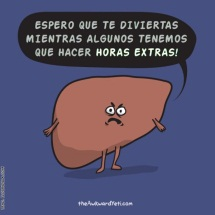 ESPERO QUE TE DIVIERTAS
MIENTRAS ALGUNOS TENEMOS
QUE HACER HORAS EXTRAS!
theAwkwardYeti.com